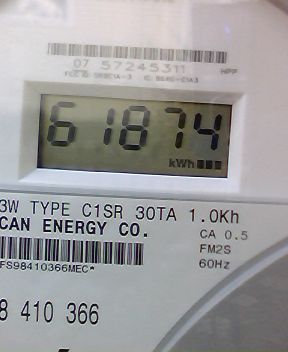 07 57245311 HPP
61874
kWh
3W TYPE C1SR 30TA 1.0Kh
CAN ENERGY CO.
CA 0.5
FM2S
*FS98410366MEC*
60Hz
8 410 366